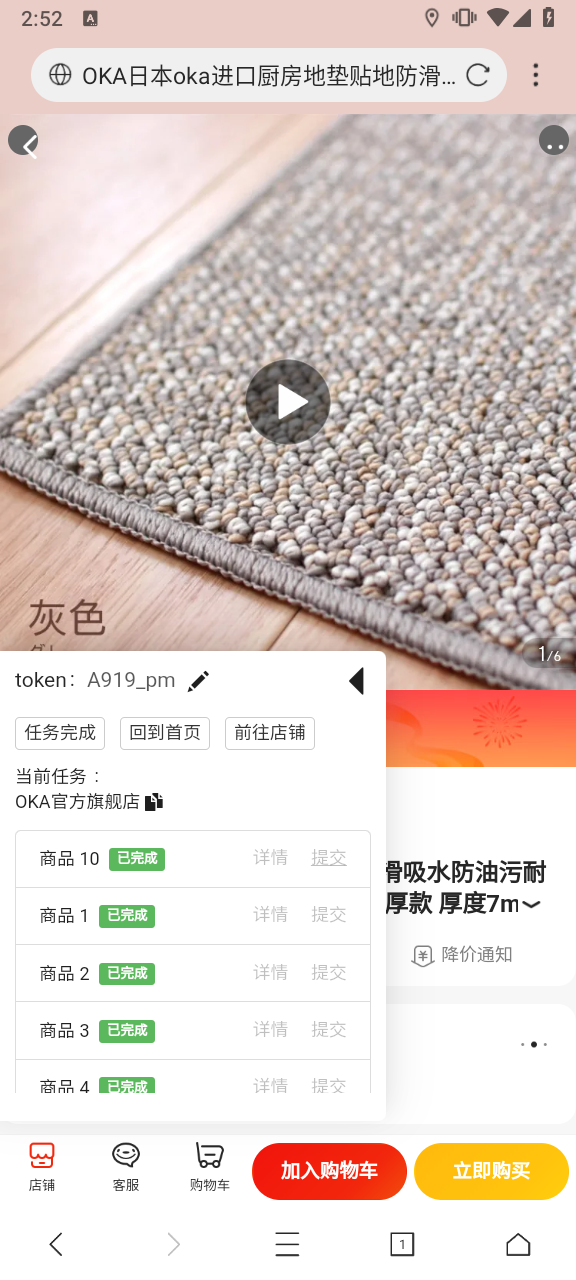 2:52
A
OKA日本oka进口厨房地垫贴地防滑...
灰色
1/6
token: A919_pm
任务完成 回到首页 前往店铺
当前任务：
OKA官方旗舰店
商品 10 已完成 详情 提交
商品 1 已完成 详情 提交
商品 2 已完成 详情 提交
商品 3 已完成 详情 提交
商品 4 已完成 详情 提交
滑吸水防油污耐
厚款 厚度7m
降价通知
店铺 客服 购物车 加入购物车 立即购买
1